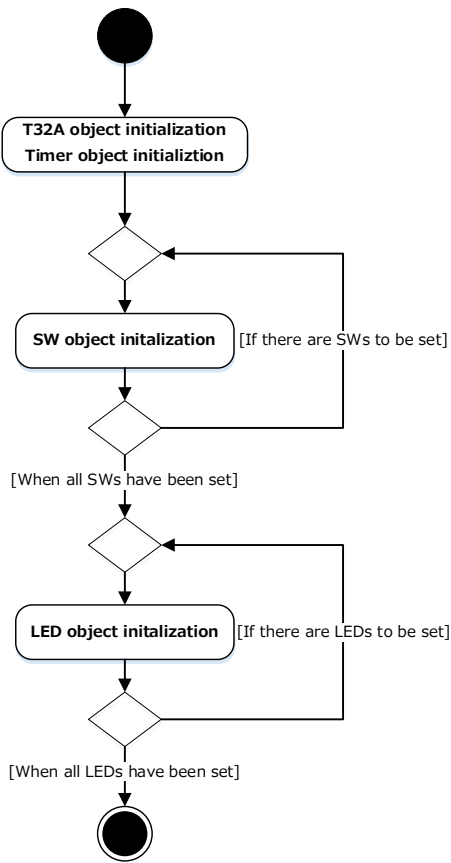 T32A object initialization
Timer object initializtion
SW object initalization
[If there are SWs to be set]
[When all SWs have been set]
LED object initalization
[If there are LEDs to be set]
[When all LEDs have been set]